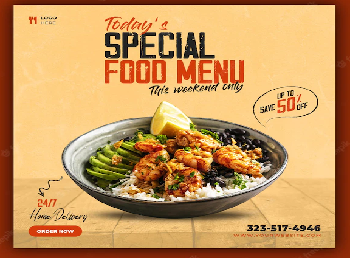 Today's
SPECIAL
FOOD MENU
This weekend only
UP TO
SAVE 50% OFF
24/7
Home Delivery
ORDER NOW
323-517-4946